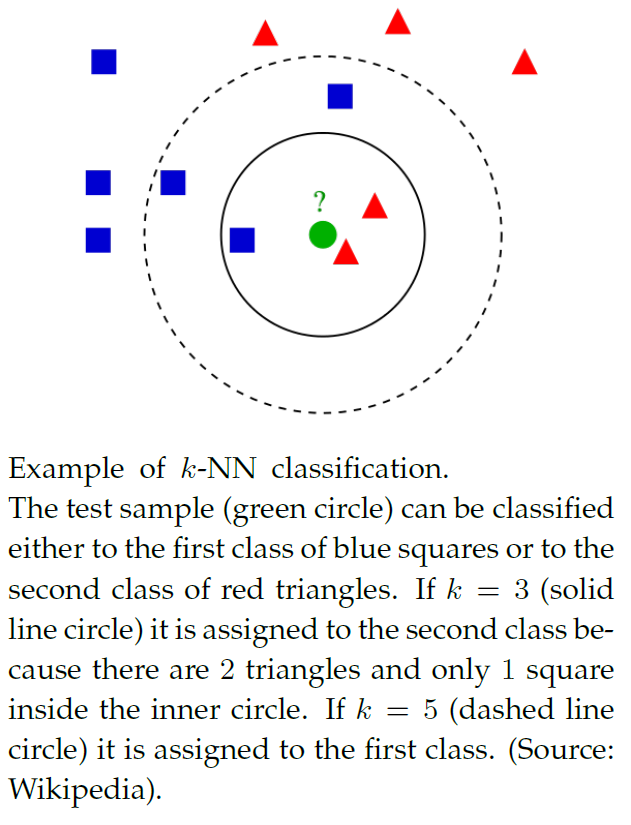 ?
Example of k-NN classification.
The test sample (green circle) can be classified
either to the first class of blue squares or to the
second class of red triangles. If k = 3 (solid
line circle) it is assigned to the second class be-
cause there are 2 triangles and only 1 square
inside the inner circle. If k = 5 (dashed line
circle) it is assigned to the first class. (Source:
Wikipedia).